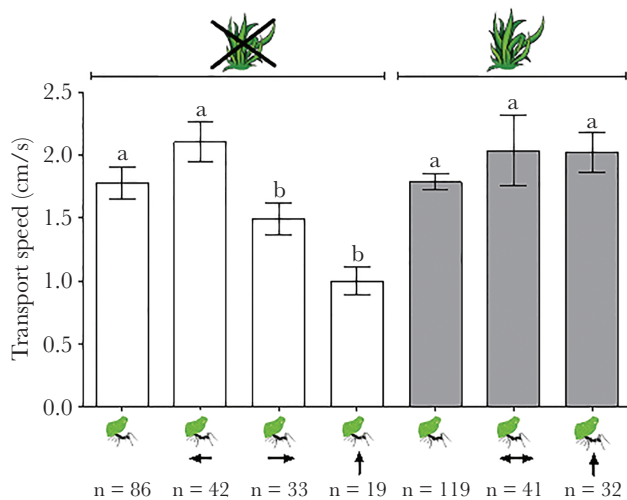 2.5
2.0
1.5
1.0
0.5
0.0
Transport speed (cm/s)
a
a
b
b
a
a
a
n = 86
n = 42
n = 33
n = 19
n = 119
n = 41
n = 32